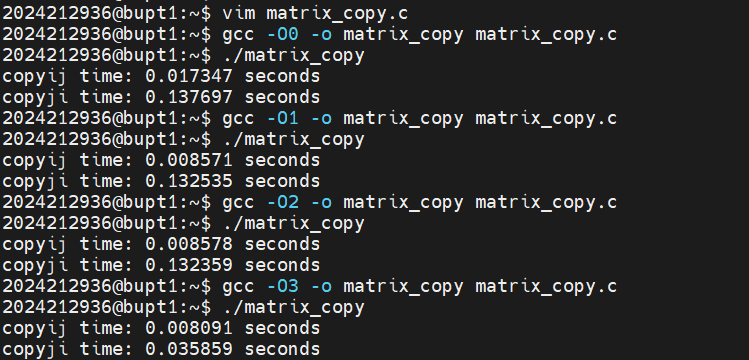 2024212936@bupt1:~$ vim matrix_copy.c
2024212936@bupt1:~$ gcc -O0 -o matrix_copy matrix_copy.c
2024212936@bupt1:~$ ./matrix_copy
copyij time: 0.017347 seconds
copyji time: 0.137697 seconds
2024212936@bupt1:~$ gcc -O1 -o matrix_copy matrix_copy.c
2024212936@bupt1:~$ ./matrix_copy
copyij time: 0.008571 seconds
copyji time: 0.132535 seconds
2024212936@bupt1:~$ gcc -O2 -o matrix_copy matrix_copy.c
2024212936@bupt1:~$ ./matrix_copy
copyij time: 0.008578 seconds
copyji time: 0.132359 seconds
2024212936@bupt1:~$ gcc -O3 -o matrix_copy matrix_copy.c
2024212936@bupt1:~$ ./matrix_copy
copyij time: 0.008091 seconds
copyji time: 0.035859 seconds